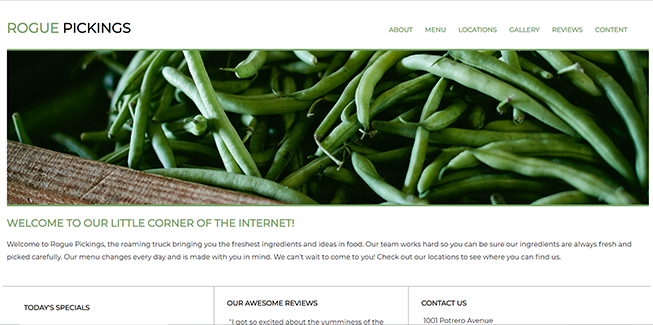 ROGUE PICKINGS
ABOUT MENU LOCATIONS GALLERY REVIEWS CONTENT
WELCOME TO OUR LITTLE CORNER OF THE INTERNET!
Welcome to Rogue Pickings, the roaming truck bringing you the freshest ingredients and ideas in food. Our team works hard so you can be sure our ingredients are always fresh and
picked carefully. Our menu changes every day and is made with you in mind. We can't wait to come to you! Check out our locations to see where you can find us.
TODAY'S SPECIALS
OUR AWESOME REVIEWS
"I got so excited about the yumminess of the
CONTACT US
1001 Potrero Avenue